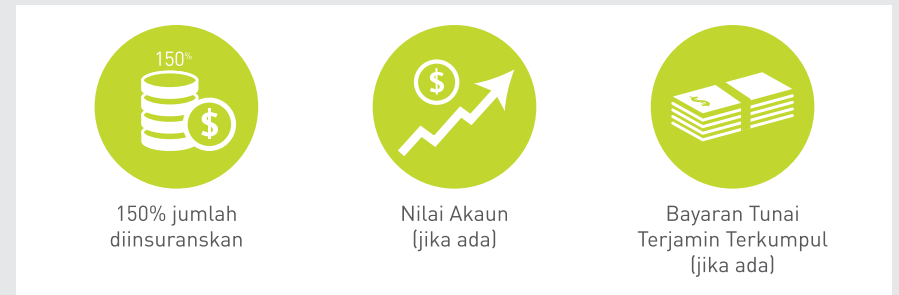 150%
150% jumlah
diinsuranskan
$
Nilai Akaun
(jika ada)
$
Bayaran Tunai
Terjamin Terkumpul
(jika ada)
$